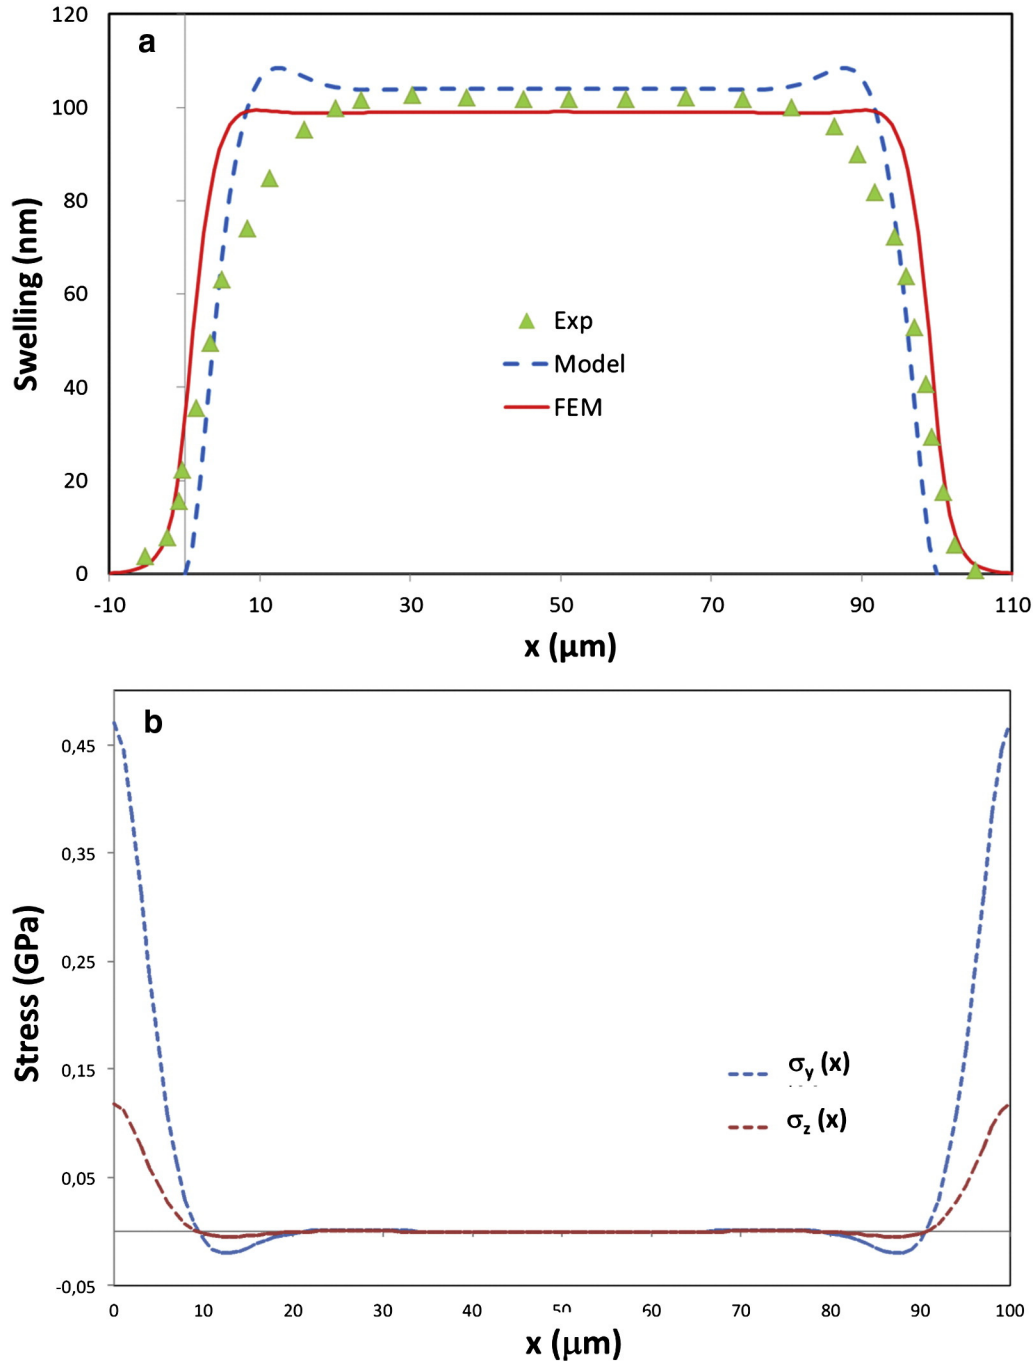 a
120
100
80
60
40
20
0
Swelling (nm)
Exp
Model
FEM
-10 10 30 50 70 90 110
x (μm)
b
0,45
0,35
0,25
0,15
0,05
-0,05
Stress (GPa)
σy (x)
σz (x)
0 10 20 30 40 50 60 70 80 90 100
x (μm)